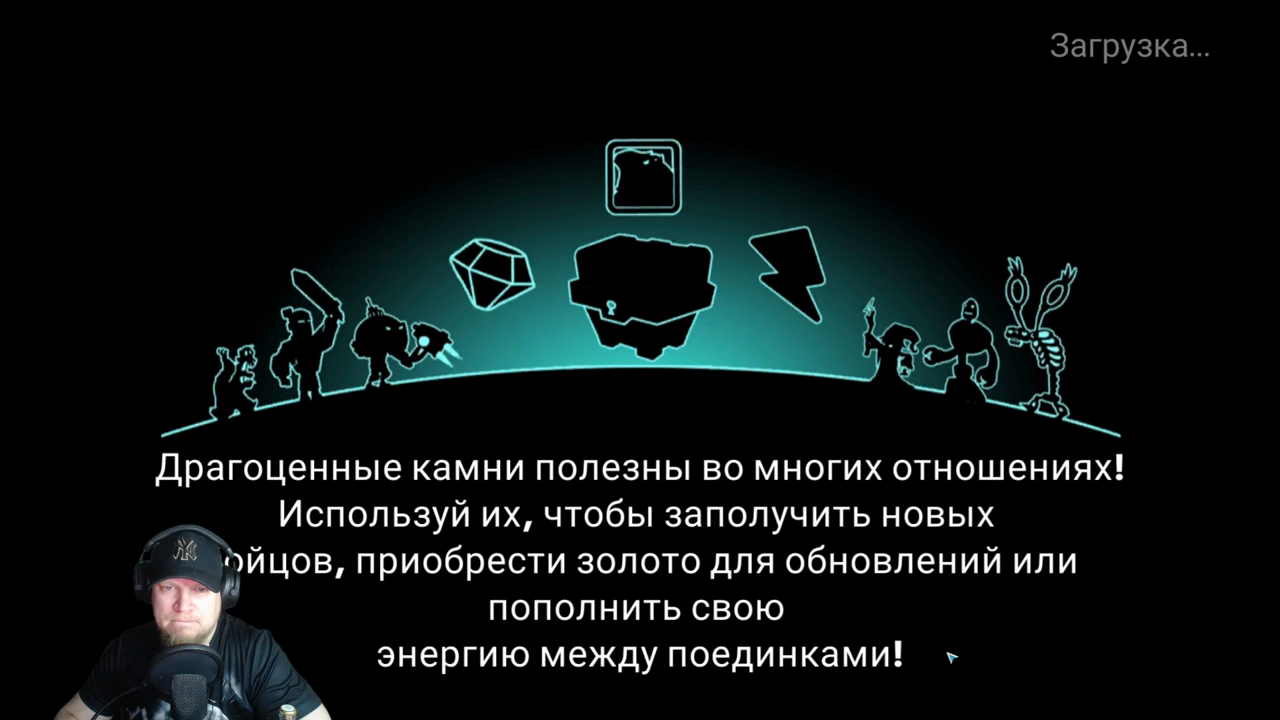 Загрузка...
Драгоценные камни полезны во многих отношениях!
Используй их, чтобы заполучить новых
приобрести золото для обновлений или
пополнить свою
энергию между поединками!
NY